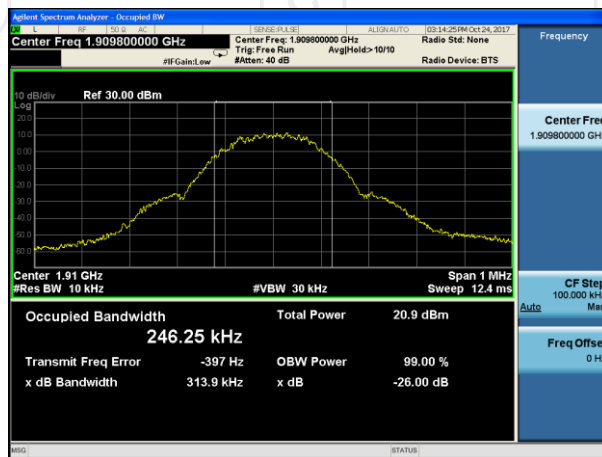 Agilent Spectrum Analyzer - Occupied BW
L RF 50 Ω AC SENSE:PULSE ALIGNAUTO 03:14:25 PM Oct 24, 2017
Center Freq 1.909800000 GHz Center Freq: 1.909800000 GHz Radio Std: None Frequency
Trig: Free Run Avg|Hold:>10/10
#IFGain:Low #Atten: 40 dB Radio Device: BTS
10 dB/div Ref 30.00 dBm
Log
20.0
10.0
0.00
-10.0
-20.0
-30.0
-40.0
-50.0
-60.0
Center Freq
1.909800000 GH
Center 1.91 GHz Span 1 MHz
#Res BW 10 kHz #VBW 30 kHz Sweep 12.4 ms
CF Step
100.000 kH
Auto Ma
Occupied Bandwidth Total Power 20.9 dBm
246.25 kHz
Transmit Freq Error -397 Hz OBW Power 99.00 %
x dB Bandwidth 313.9 kHz x dB -26.00 dB
Freq Offse
0 H
MSG STATUS